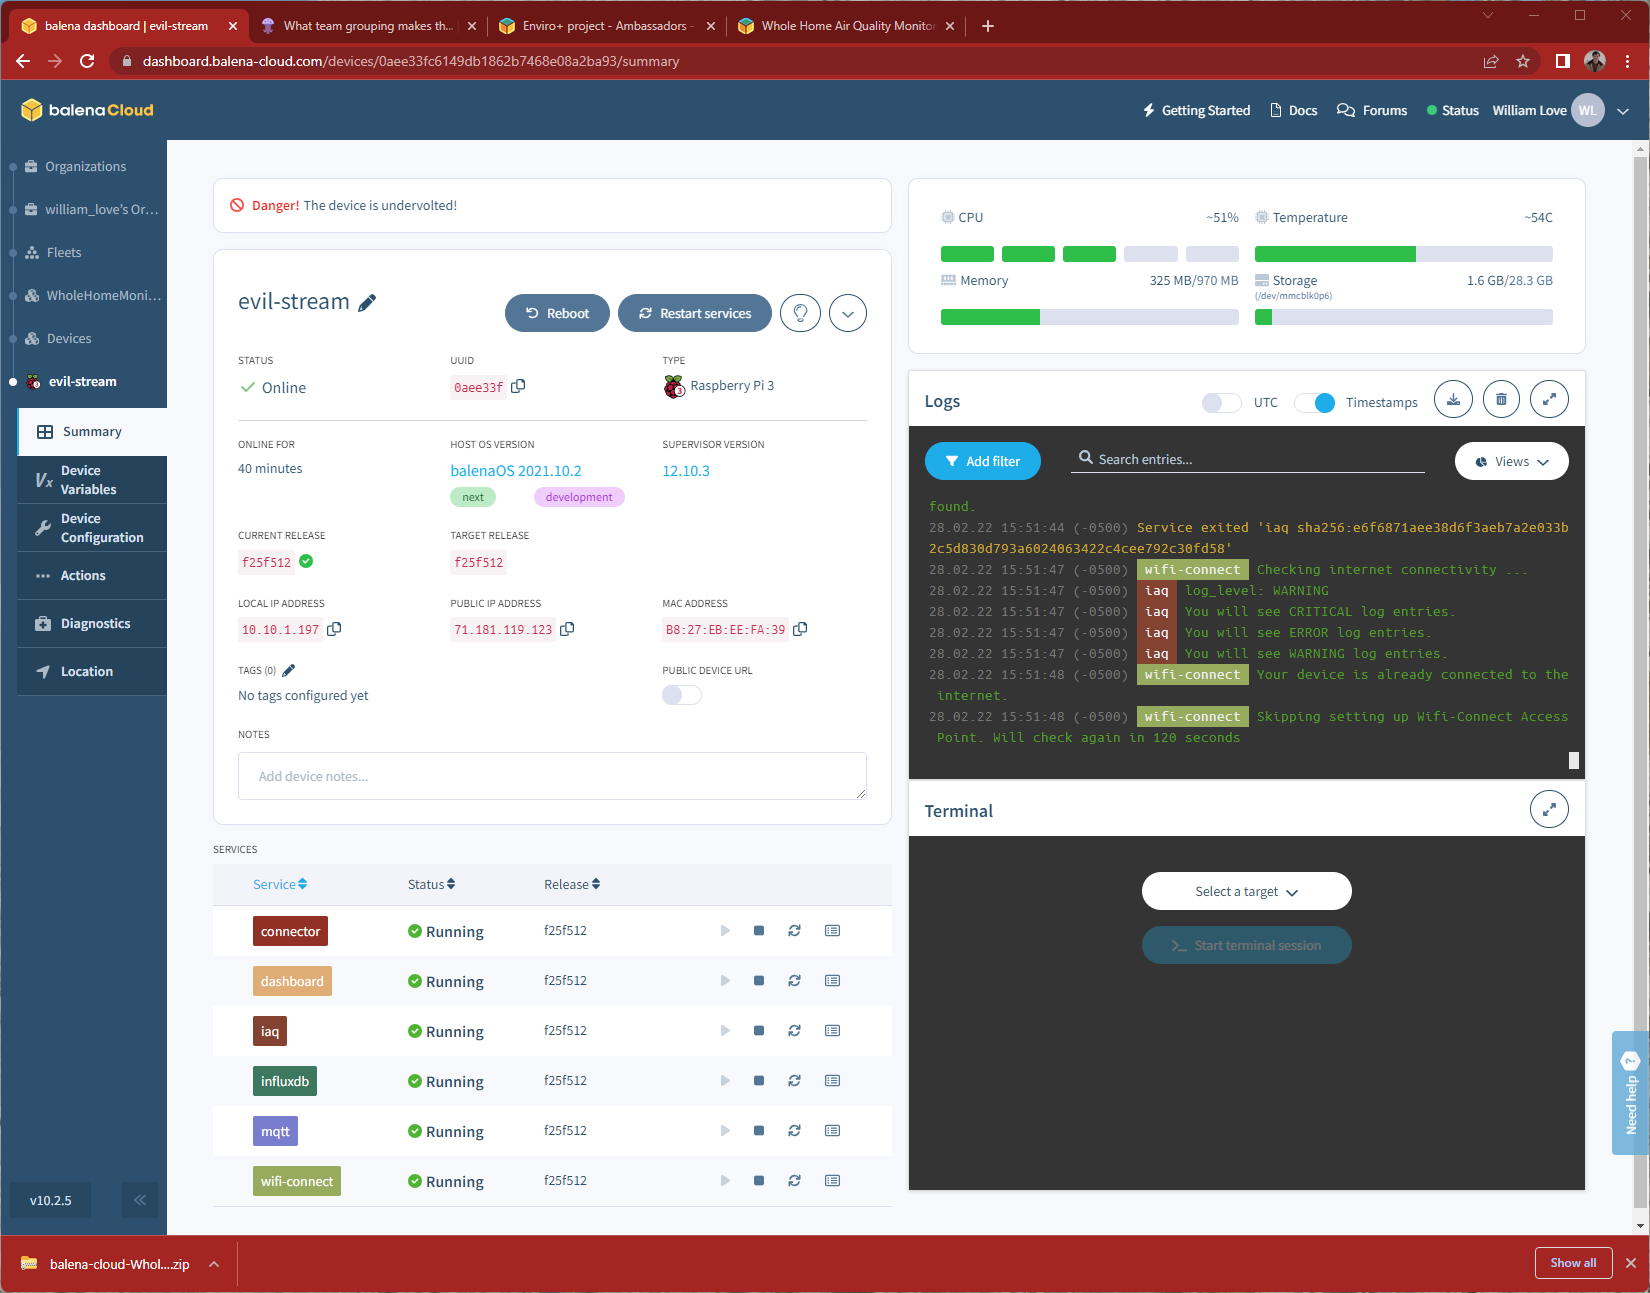 balena dashboard | evil-stream
What team grouping makes th...
Enviro+ project - Ambassadors -
Whole Home Air Quality Monitor
dashboard.balena-cloud.com/devices/0aee33fc6149db1862b7468e08a2ba93/summary
balenaCloud
Getting Started
Docs
Forums
Status
William Love
WL
Organizations
william_love's Or...
Fleets
WholeHomeMoni...
Devices
evil-stream
Summary
Device Variables
Device Configuration
Actions
Diagnostics
Location
v10.2.5
Danger! The device is undervolted!
evil-stream
Reboot
Restart services
STATUS
Online
UUID
0aee33f
TYPE
Raspberry Pi 3
ONLINE FOR
40 minutes
HOST OS VERSION
balenaOS 2021.10.2
next
development
SUPERVISOR VERSION
12.10.3
CURRENT RELEASE
f25f512
TARGET RELEASE
f25f512
LOCAL IP ADDRESS
10.10.1.197
PUBLIC IP ADDRESS
71.181.119.123
MAC ADDRESS
B8:27:EB:EE:FA:39
TAGS (0)
No tags configured yet
PUBLIC DEVICE URL
NOTES
Add device notes...
SERVICES
Service Status Release
connector Running f25f512
dashboard Running f25f512
iaq Running f25f512
influxdb Running f25f512
mqtt Running f25f512
wifi-connect Running f25f512
CPU ~51%
Temperature ~54C
Memory 325 MB/970 MB
Storage 1.6 GB/28.3 GB
(/dev/mmcblk0p6)
Logs
UTC
Timestamps
Add filter
Search entries...
Views
found.
28.02.22 15:51:44 (-0500) Service exited 'iaq sha256:e6f6871aee38d6f3aeb7a2e033b
2c5d830d793a6024063422c4cee792c30fd58'
28.02.22 15:51:47 (-0500) wifi-connect Checking internet connectivity ...
28.02.22 15:51:47 (-0500) iaq log_level: WARNING
28.02.22 15:51:47 (-0500) iaq You will see CRITICAL log entries.
28.02.22 15:51:47 (-0500) iaq You will see ERROR log entries.
28.02.22 15:51:47 (-0500) iaq You will see WARNING log entries.
28.02.22 15:51:48 (-0500) wifi-connect Your device is already connected to the
internet.
28.02.22 15:51:48 (-0500) wifi-connect Skipping setting up Wifi-Connect Access
Point. Will check again in 120 seconds
Terminal
Select a target
Start terminal session
Need help
?
balena-cloud-Whol....zip
Show all